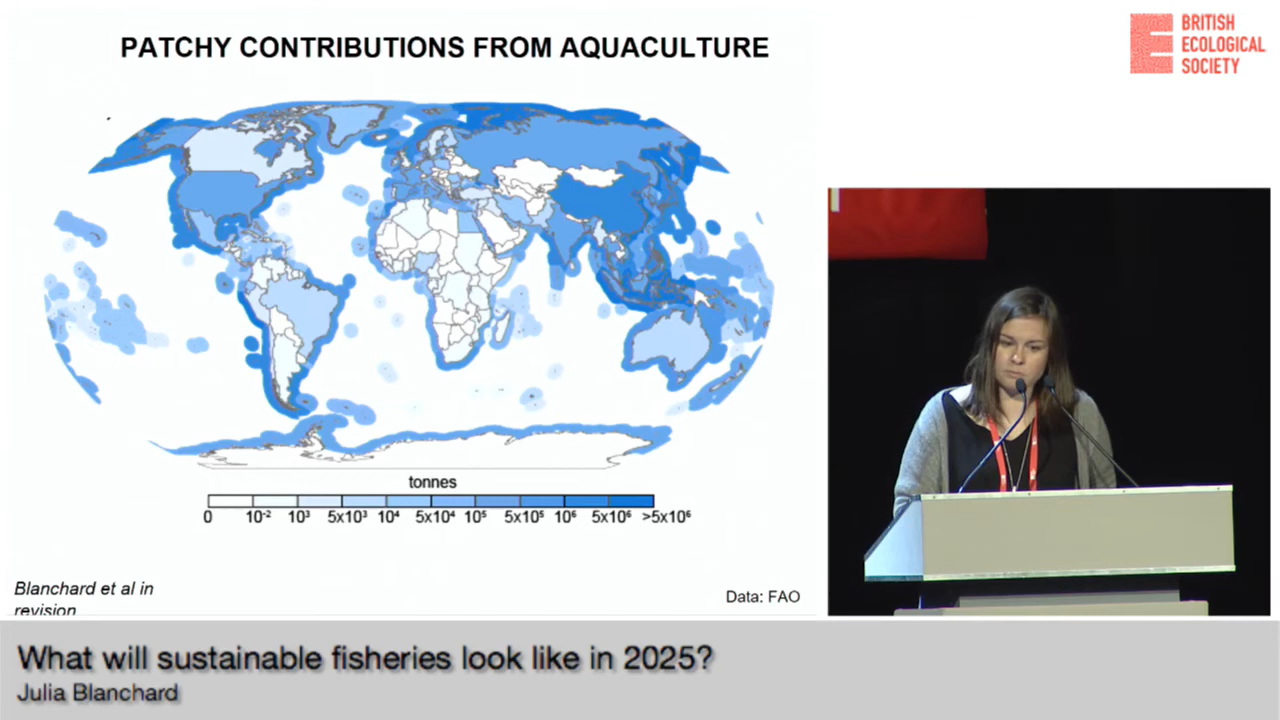 PATCHY CONTRIBUTIONS FROM AQUACULTURE
BRITISH
ECOLOGICAL
SOCIETY
tonnes
0 10⁻² 10³ 5x10³ 10⁴ 5x10⁴ 10⁵ 5x10⁵ 10⁶ 5x10⁶ >5x10⁶
Blanchard et al in
revision
Data: FAO
What will sustainable fisheries look like in 2025?
Julia Blanchard